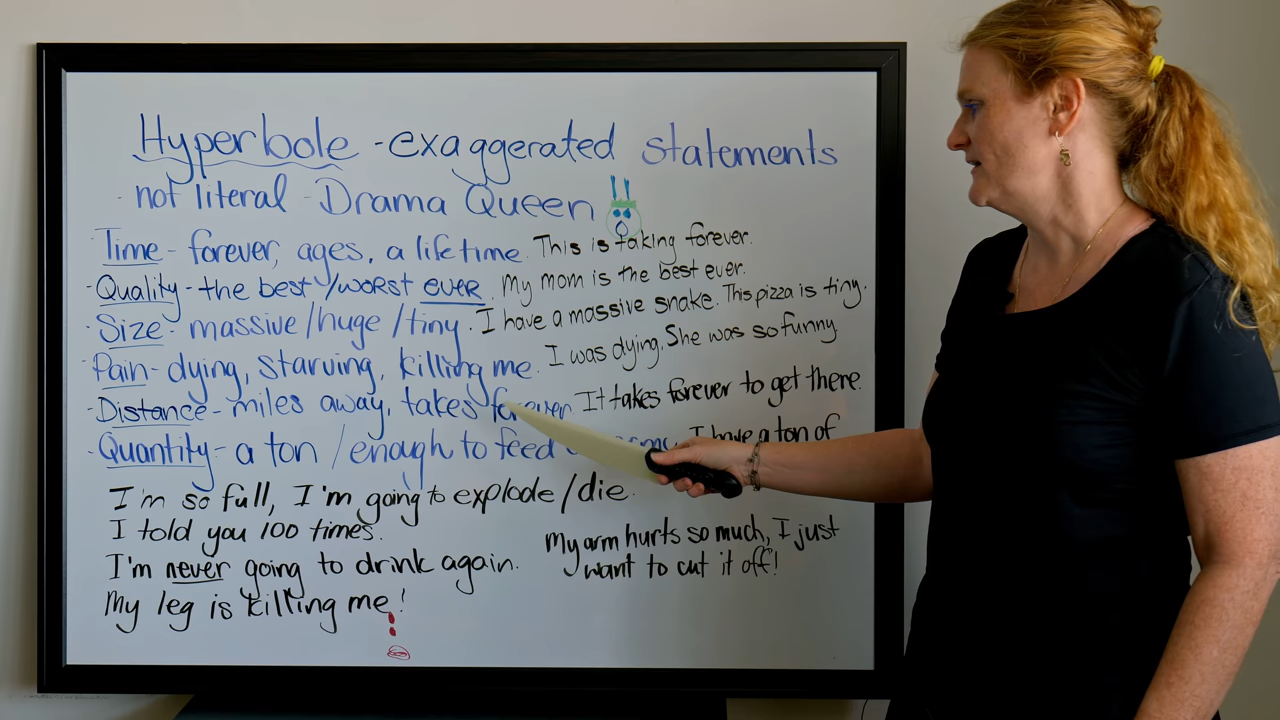 Hyperbole - exaggerated statements
· not literal - Drama Queen
· Time - forever, ages, a lifetime. This is taking forever.
· Quality - the best/worst ever. My mom is the best ever.
· Size - massive/huge/tiny. I have a massive snake. This pizza is tiny.
· Pain - dying, starving, killing me. I was dying. She was so funny.
· Distance - miles away, takes forever. It takes forever to get there.
· Quantity - a ton / enough to feed I have a ton of
I'm so full, I'm going to explode/die.
I told you 100 times.
I'm never going to drink again.
My leg is killing me!
My arm hurts so much, I just
want to cut it off!